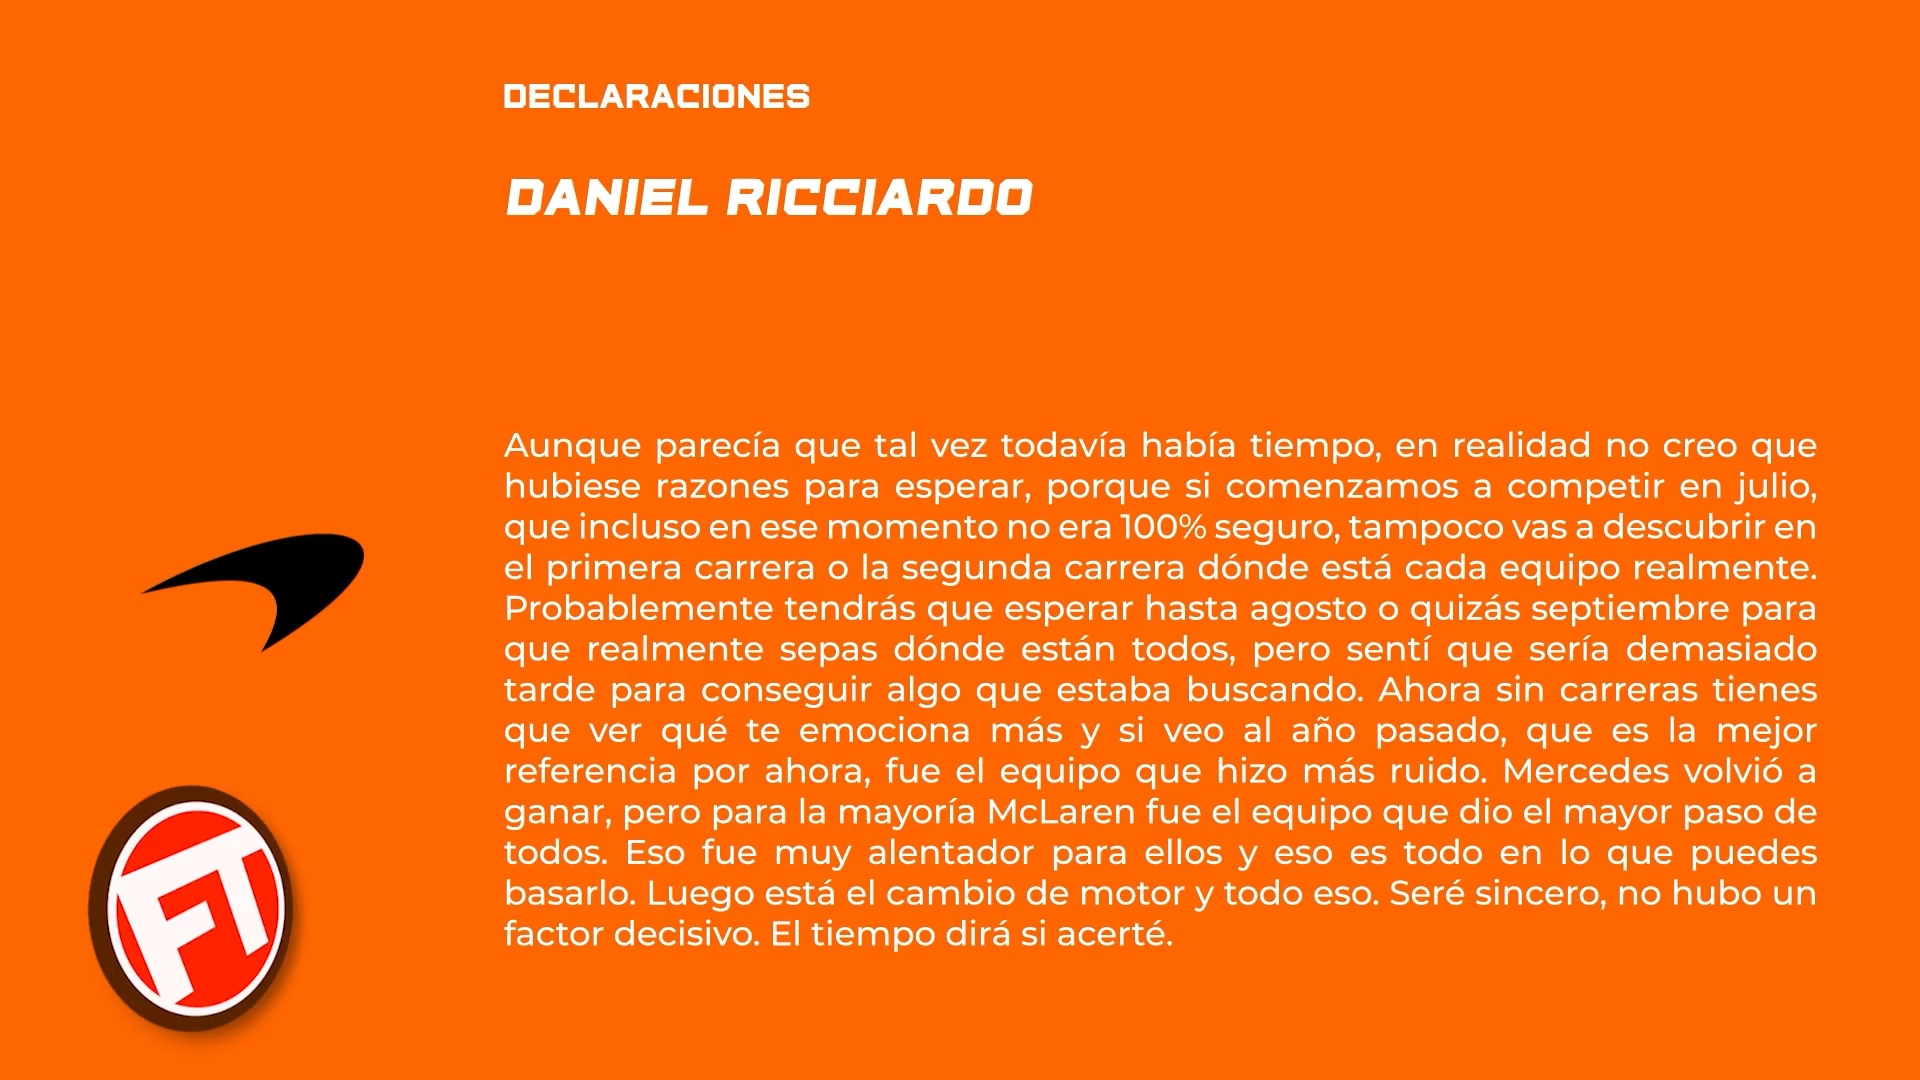 DECLARACIONES
DANIEL RICCIARDO
Aunque parecía que tal vez todavía había tiempo, en realidad no creo que
hubiese razones para esperar, porque si comenzamos a competir en julio,
que incluso en ese momento no era 100% seguro, tampoco vas a descubrir en
el primera carrera o la segunda carrera dónde está cada equipo realmente.
Probablemente tendrás que esperar hasta agosto o quizás septiembre para
que realmente sepas dónde están todos, pero sentí que sería demasiado
tarde para conseguir algo que estaba buscando. Ahora sin carreras tienes
que ver qué te emociona más y si veo al año pasado, que es la mejor
referencia por ahora, fue el equipo que hizo más ruido. Mercedes volvió a
ganar, pero para la mayoría McLaren fue el equipo que dio el mayor paso de
todos. Eso fue muy alentador para ellos y eso es todo en lo que puedes
basarlo. Luego está el cambio de motor y todo eso. Seré sincero, no hubo un
factor decisivo. El tiempo dirá si acerté.
FT